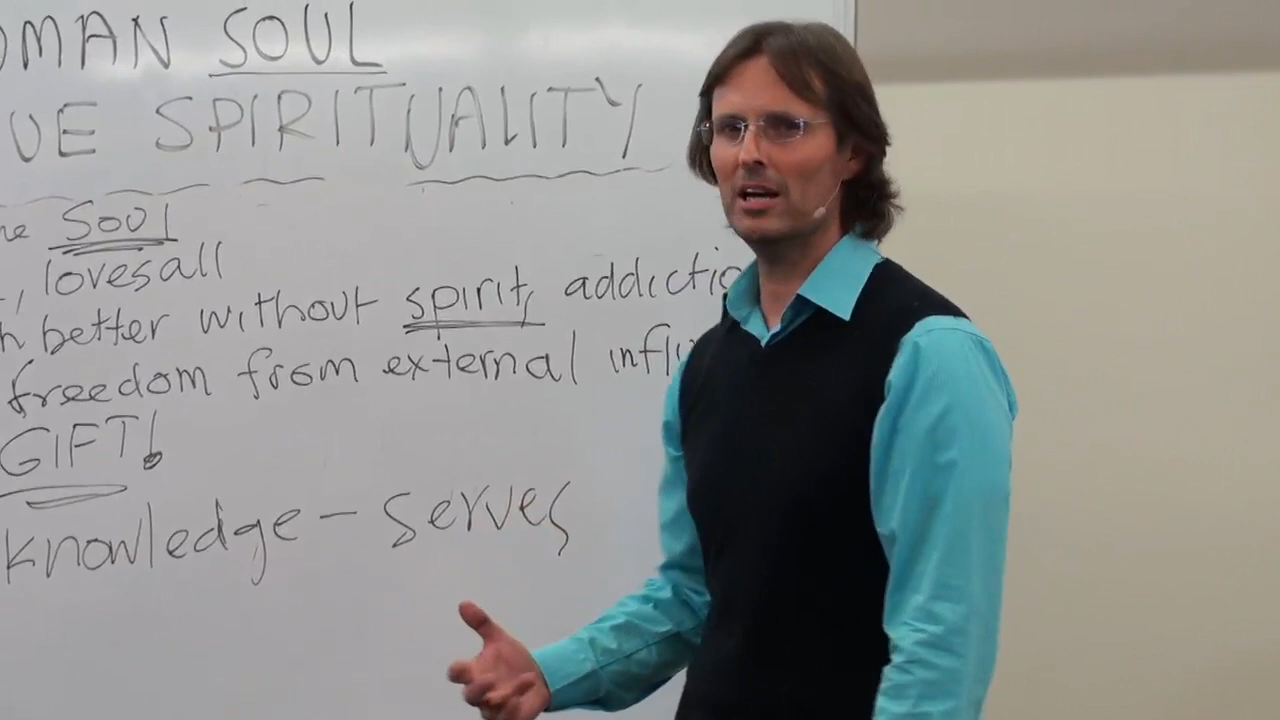 OMAN SOUL
UE SPIRITUALITY
he SOUL
, lovesall
h better without spirit, addictio
freedom from external influ
GIFT!
knowledge - serves